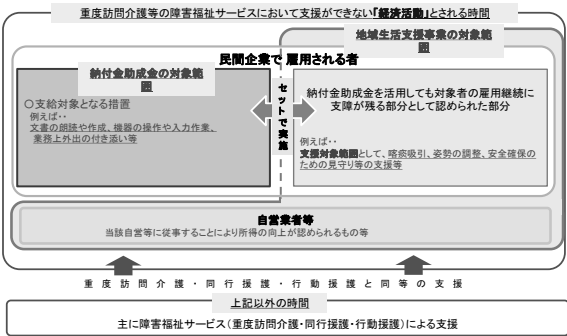 重度訪問介護等の障害福祉サービスにおいて支援ができない「経済活動」とされる時間
地域生活支援事業の対象範
囲
民間企業で 雇用される者
納付金助成金の対象範
囲
○支給対象となる措置
例えば‥
文書の朗読や作成、機器の操作や入力作業、
業務上外出の付き添い等
セットで実施
納付金助成金を活用しても対象者の雇用継続に
支障が残る部分として認められた部分
例えば‥
支援対象範囲として、喀痰吸引、姿勢の調整、安全確保の
ための見守り等の支援等
自営業者等
当該自営等に従事することにより所得の向上が認められるもの等
重度訪問介護・同行援護・行動援護と同等の支援
上記以外の時間
主に障害福祉サービス（重度訪問介護・同行援護・行動援護）による支援